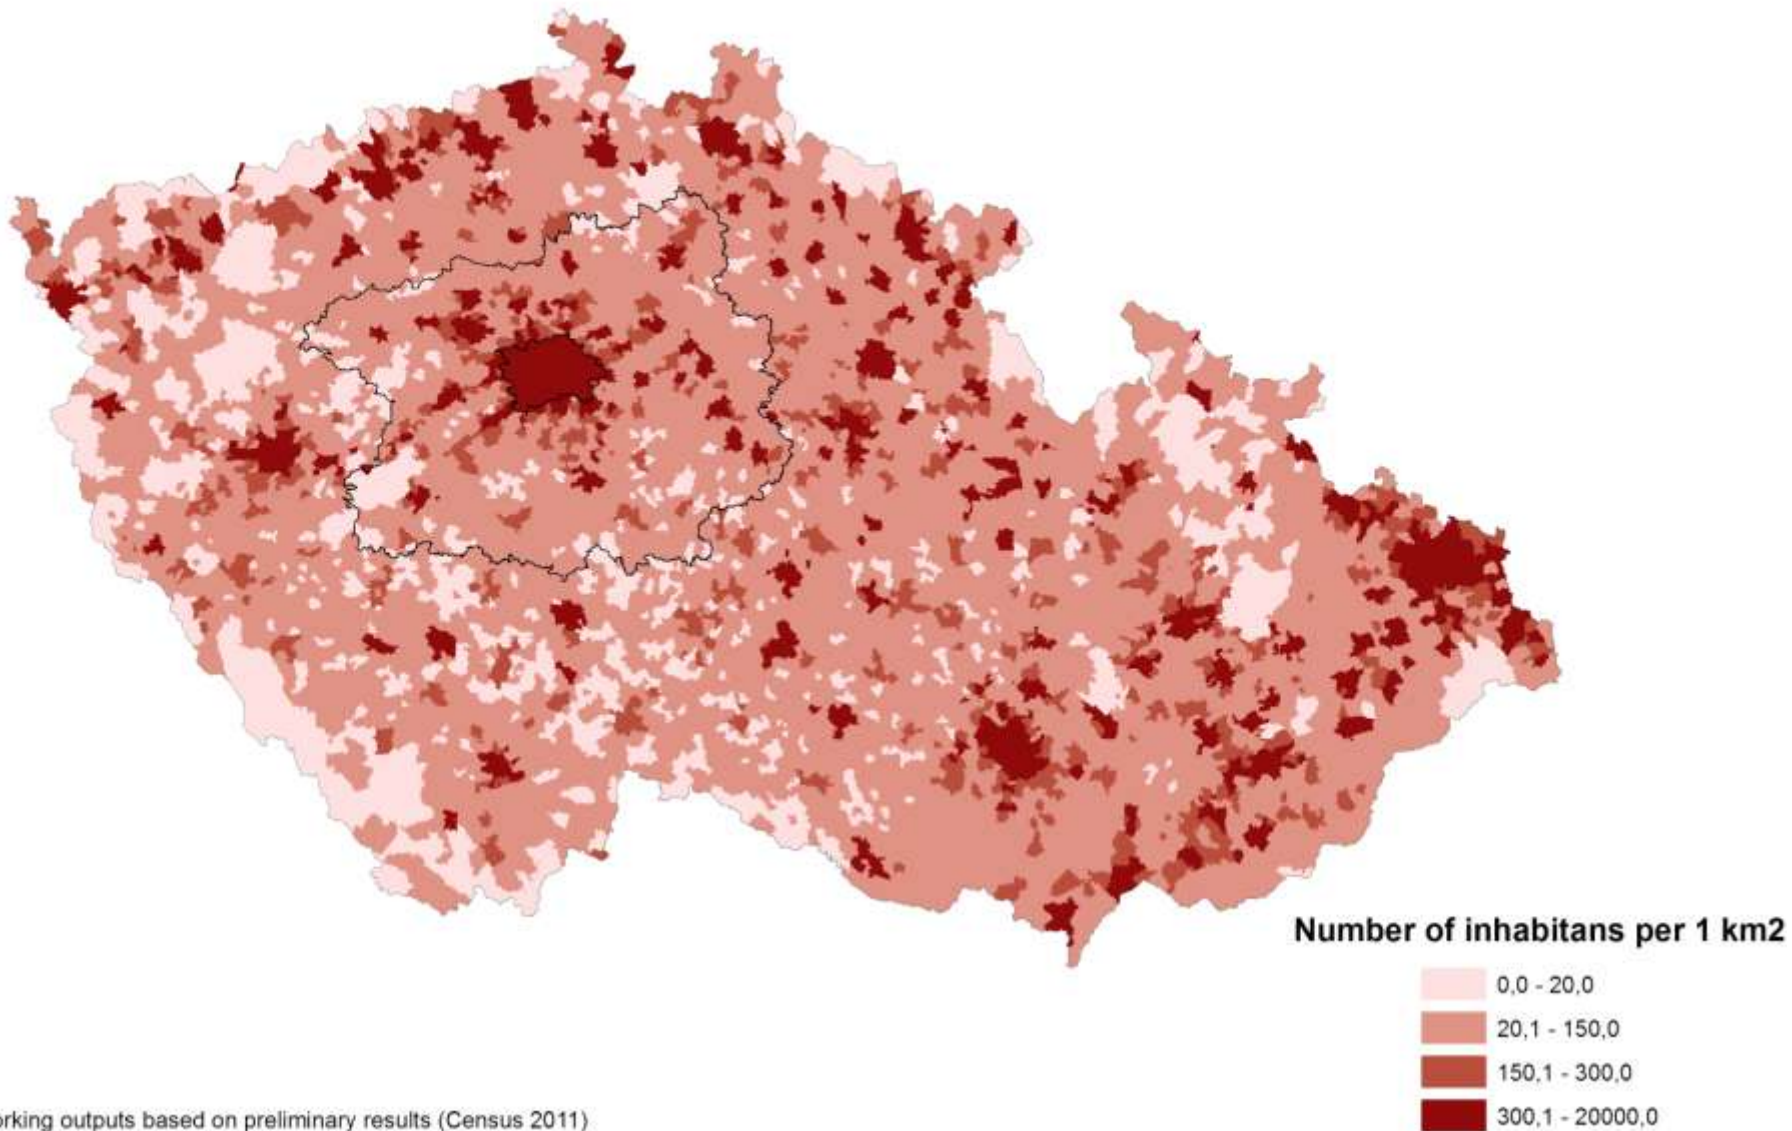 Number of inhabitans per 1 km2
0,0 - 20,0
20,1 - 150,0
150,1 - 300,0
300,1 - 20000,0
outputs based on preliminary results (Census 2011)